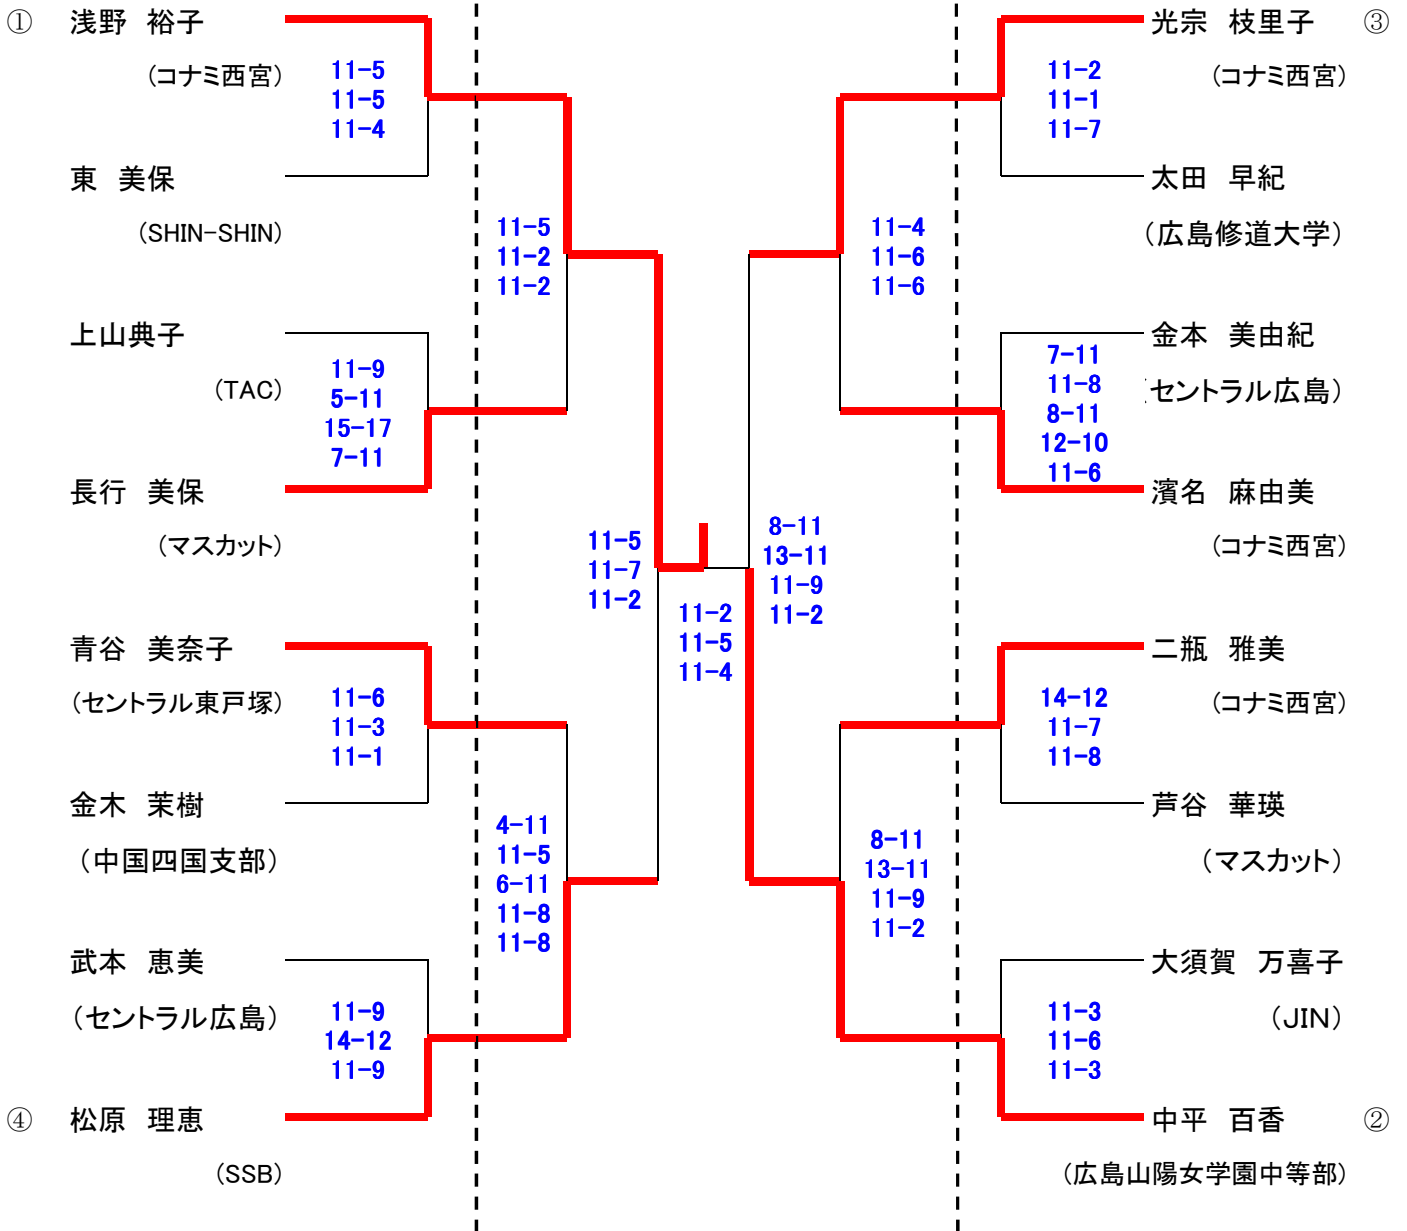 ① 浅野 裕子
(コナミ西宮)
11-5
11-5
11-4
東 美保
(SHIN-SHIN)
11-5
11-2
11-2
上山典子
(TAC)
11-9
5-11
15-17
7-11
長行 美保
(マスカット)
11-5
11-7
11-2
青谷 美奈子
(セントラル東戸塚)
11-6
11-3
11-1
金木 茉樹
(中国四国支部)
4-11
11-5
6-11
11-8
11-8
武本 恵美
(セントラル広島)
11-9
14-12
11-9
④ 松原 理恵
(SSB)
11-2
11-5
11-4
光宗 枝里子 ③
(コナミ西宮)
11-2
11-1
11-7
太田 早紀
(広島修道大学)
11-4
11-6
11-6
金本 美由紀
(セントラル広島)
7-11
11-8
8-11
12-10
11-6
濱名 麻由美
(コナミ西宮)
8-11
13-11
11-9
11-2
二瓶 雅美
(コナミ西宮)
14-12
11-7
11-8
芦谷 華瑛
(マスカット)
8-11
13-11
11-9
11-2
大須賀 万喜子
(JIN)
11-3
11-6
11-3
中平 百香 ②
(広島山陽女学園中等部)